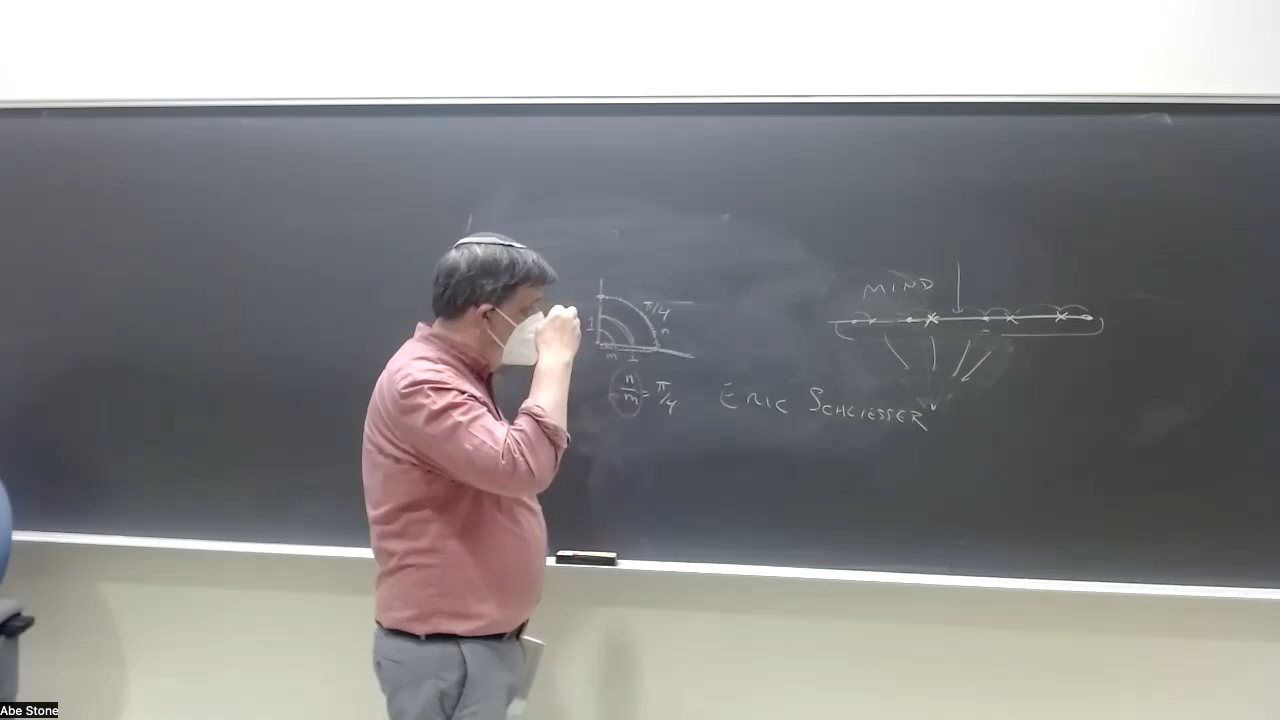 MIND
π/4
1
n
m 1
n/m = π/4
ERIC SCHLIESSER
Abe Stone